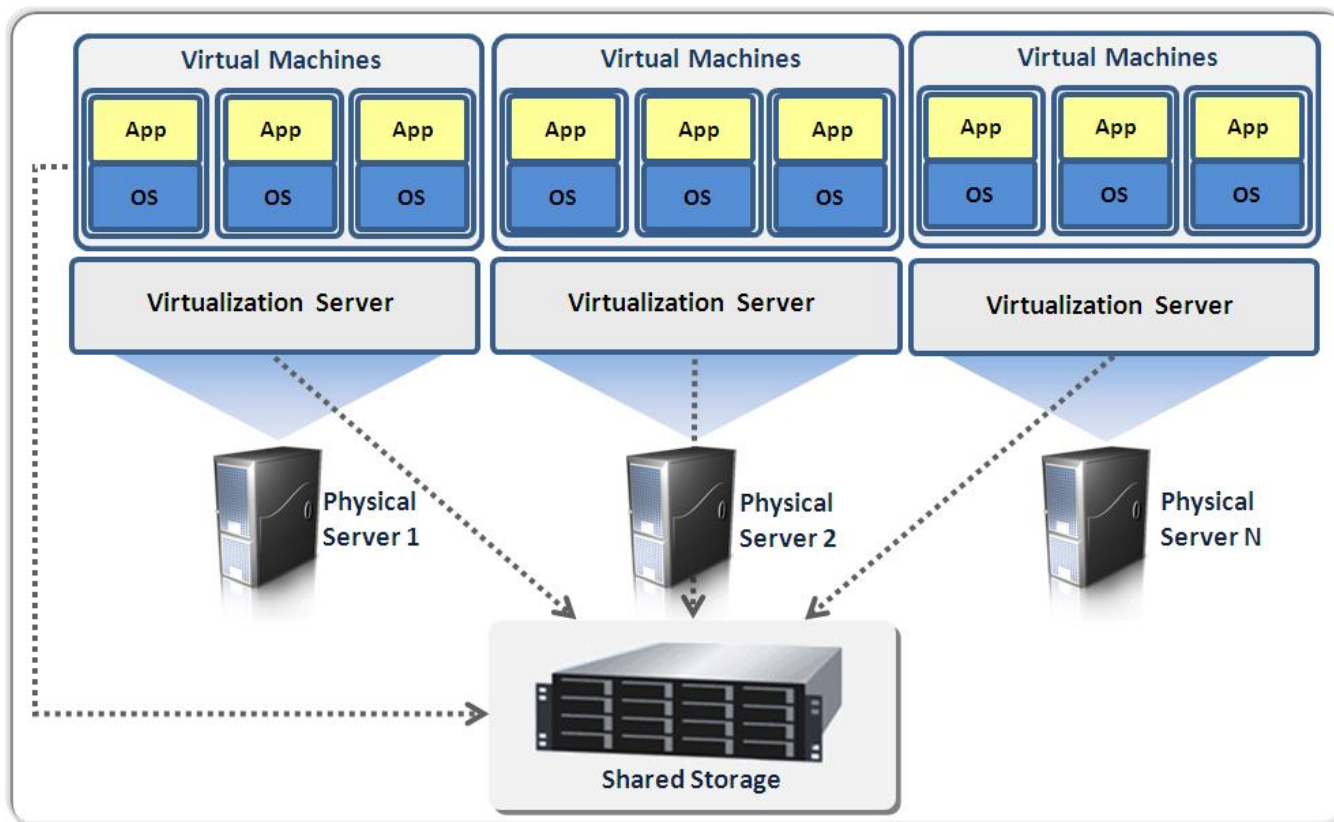 Virtual Machines
Virtual Machines
Virtual Machines
App
App
App
App
App
App
App
App
App
OS
OS
OS
OS
OS
OS
OS
OS
OS
Virtualization Server
Virtualization Server
Virtualization Server
Physical
Server 1
Physical
Server 2
Physical
Server N
Shared Storage